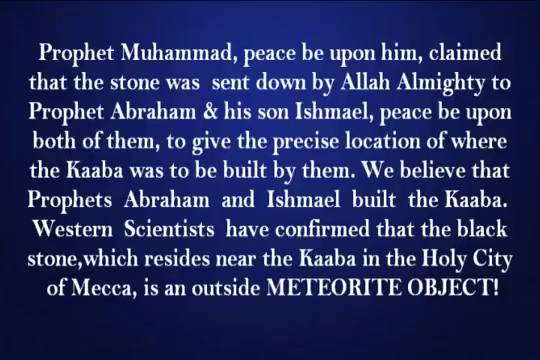 Prophet Muhammad, peace be upon him, claimed
that the stone was sent down by Allah Almighty to
Prophet Abraham & his son Ishmael, peace be upon
both of them, to give the precise location of where
the Kaaba was to be built by them. We believe that
Prophets Abraham and Ishmael built the Kaaba.
Western Scientists have confirmed that the black
stone,which resides near the Kaaba in the Holy City
of Mecca, is an outside METEORITE OBJECT!